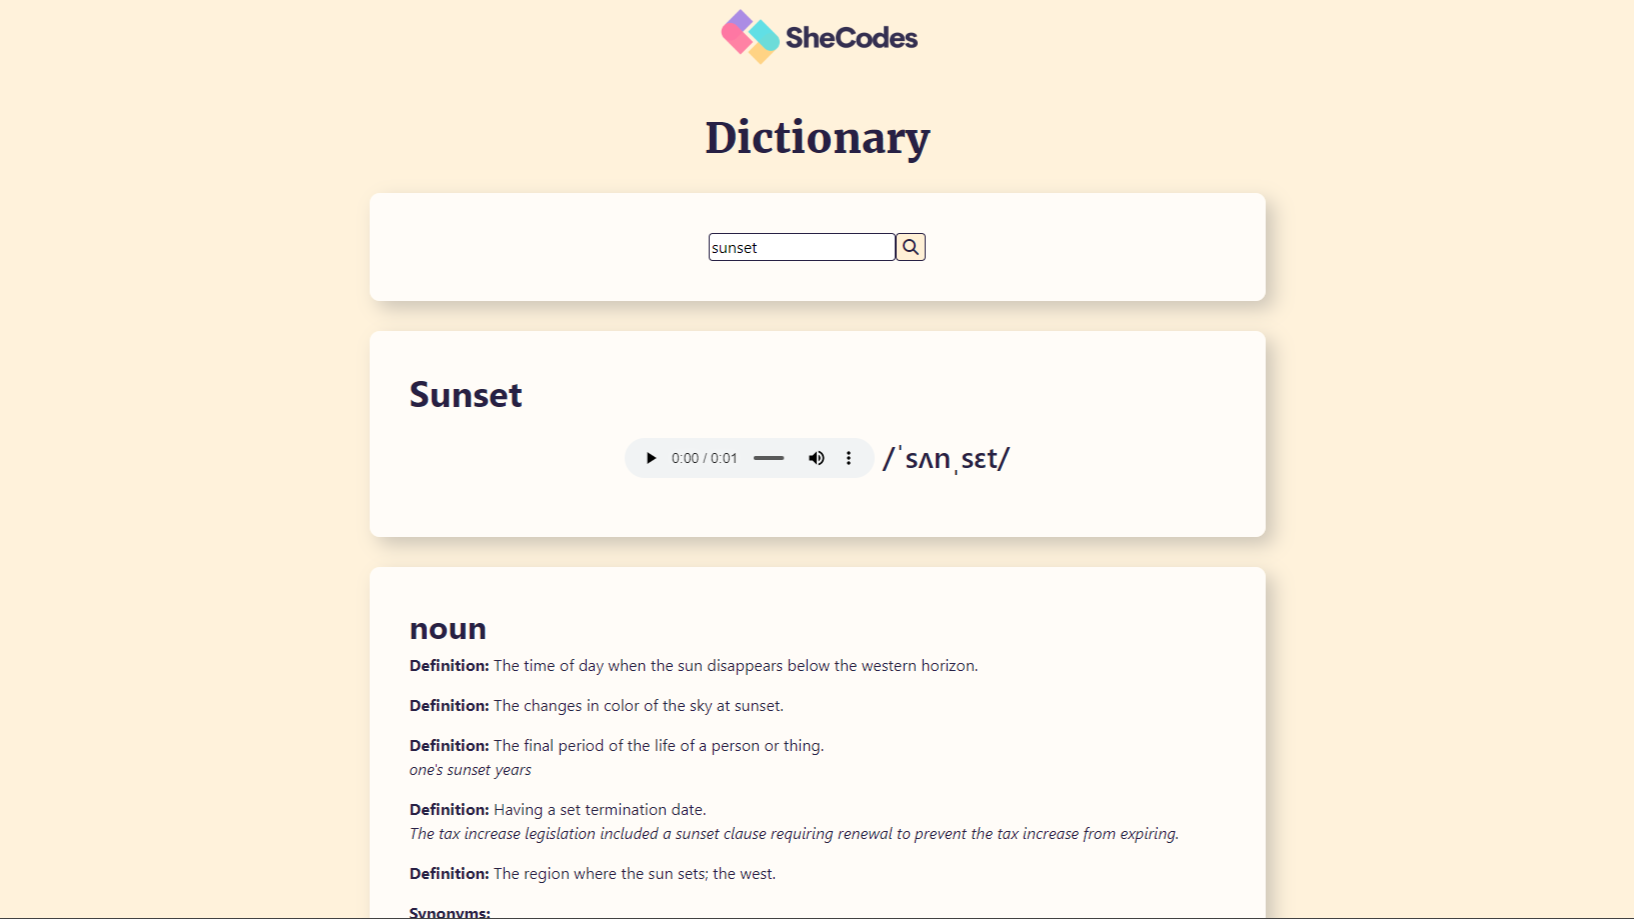 SheCodes
Dictionary
sunset
Sunset
0:00 / 0:01
/ˈsʌnˌsɛt/
noun
Definition: The time of day when the sun disappears below the western horizon.
Definition: The changes in color of the sky at sunset.
Definition: The final period of the life of a person or thing.
one's sunset years
Definition: Having a set termination date.
The tax increase legislation included a sunset clause requiring renewal to prevent the tax increase from expiring.
Definition: The region where the sun sets; the west.
Synonyms: